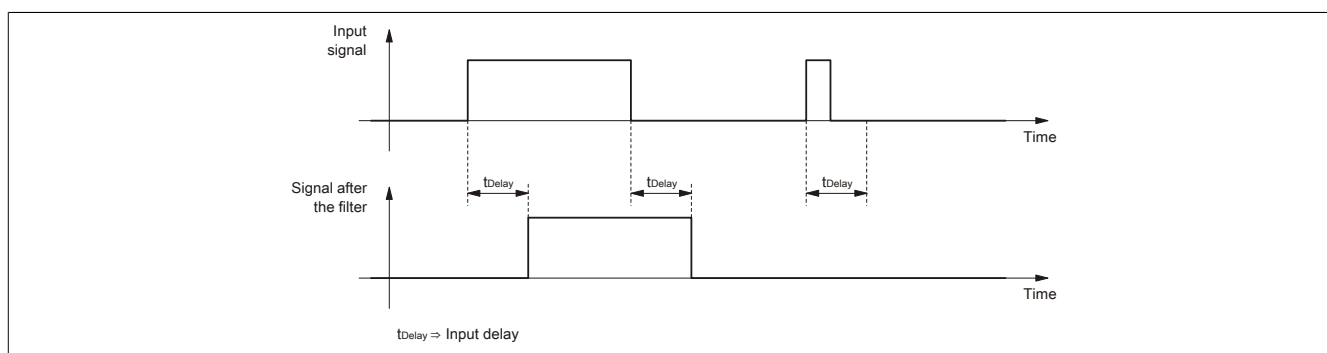 Input
signal
Time
tDelay
tDelay
tDelay
Signal after
the filter
Time
tDelay ⇒ Input delay